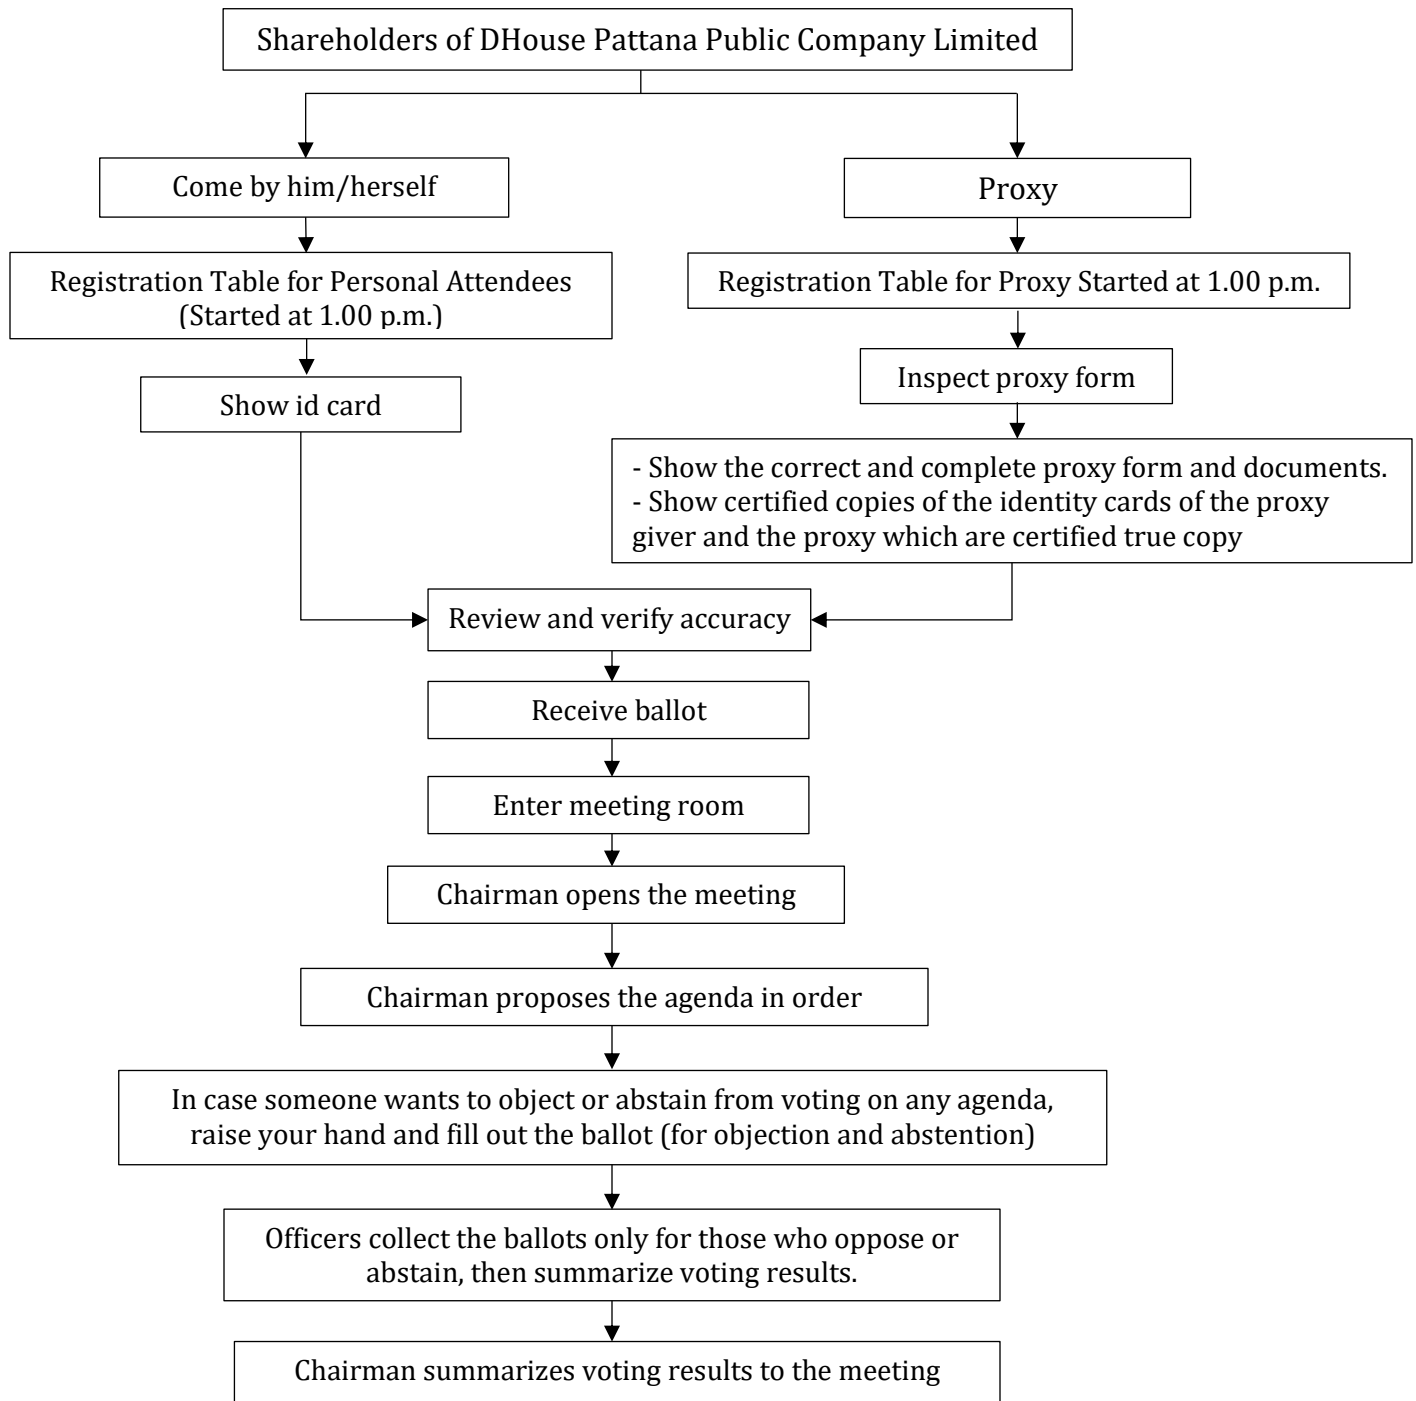 Shareholders of DHouse Pattana Public Company Limited
Come by him/herself
Proxy
Registration Table for Personal Attendees
(Started at 1.00 p.m.)
Registration Table for Proxy Started at 1.00 p.m.
Show id card
Inspect proxy form
- Show the correct and complete proxy form and documents.
- Show certified copies of the identity cards of the proxy
giver and the proxy which are certified true copy
Review and verify accuracy
Receive ballot
Enter meeting room
Chairman opens the meeting
Chairman proposes the agenda in order
In case someone wants to object or abstain from voting on any agenda,
raise your hand and fill out the ballot (for objection and abstention)
Officers collect the ballots only for those who oppose or
abstain, then summarize voting results.
Chairman summarizes voting results to the meeting